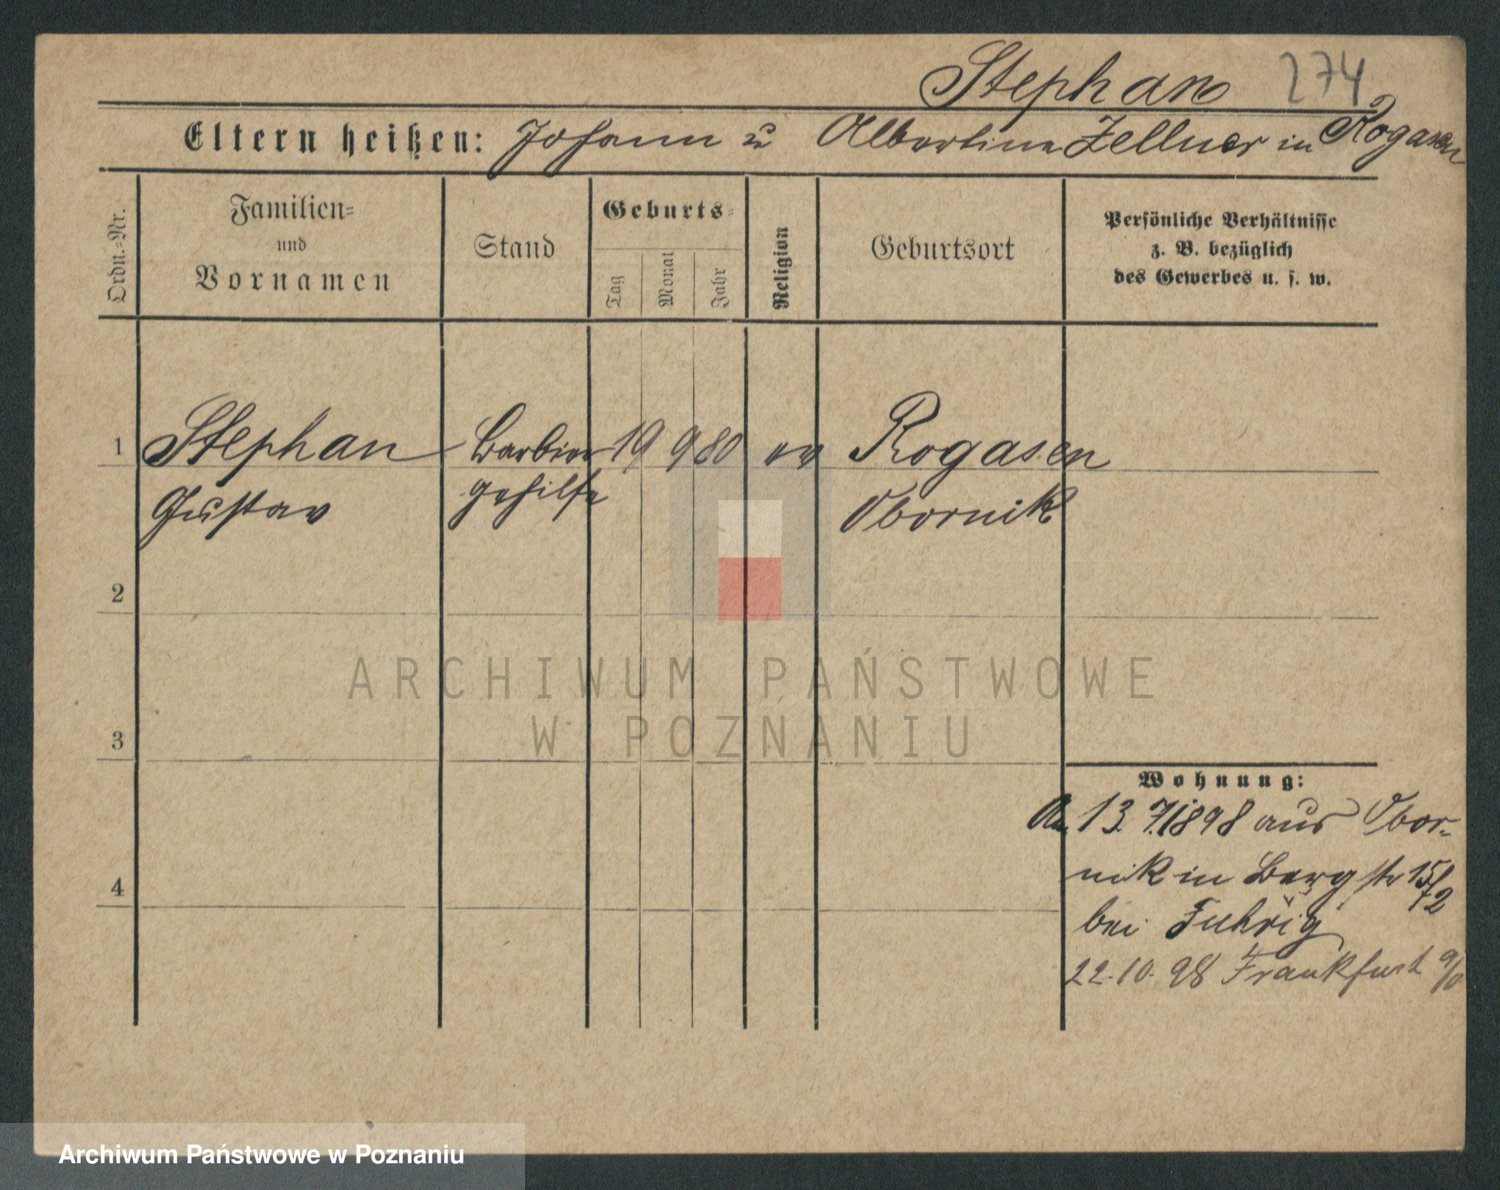 Stephan 274
Eltern heißen: Johann u Albertine Zellner in Rogasen
Ordn.-Nr.
Familien-
und
Vornamen
Stand
Geburts-
Tag
Monat
Jahr
Religion
Geburtsort
Persönliche Verhältnisse
z. B. bezüglich
des Gewerbes u. s. w.
1 Stephan Barbier 19 9 80 ev Rogasen
Gustav gehilfe Obornik
2
ARCHIWUM PAŃSTWOWE
W POZNANIU
3
Wohnung:
Am 13. 7. 1898 aus Obor-
nik in Bergstr 15/
bei Fuhrig
4
22.10.98 Frankfurt a/O
Archiwum Państwowe w Poznaniu